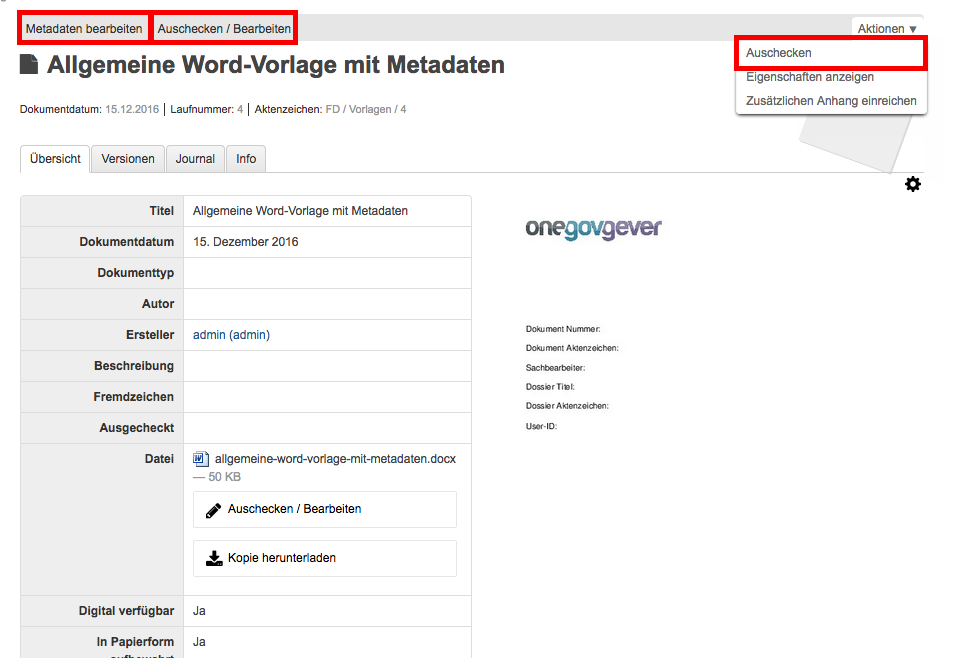 Metadaten bearbeiten Auschecken / Bearbeiten Aktionen ▼
Auschecken
Eigenschaften anzeigen
Zusätzlichen Anhang einreichen
Allgemeine Word-Vorlage mit Metadaten
Dokumentdatum: 15.12.2016 | Laufnummer: 4 | Aktenzeichen: FD / Vorlagen / 4
Übersicht Versionen Journal Info
Titel Allgemeine Word-Vorlage mit Metadaten
Dokumentdatum 15. Dezember 2016
Dokumenttyp
Autor
Ersteller admin (admin)
Beschreibung
Fremdzeichen
Ausgecheckt
Datei allgemeine-word-vorlage-mit-metadaten.docx
— 50 KB
Auschecken / Bearbeiten
Kopie herunterladen
Digital verfügbar Ja
In Papierform Ja
aufbewahrt
onegovgever
Dokument Nummer:
Dokument Aktenzeichen:
Sachbearbeiter:
Dossier Titel:
Dossier Aktenzeichen:
User-ID: